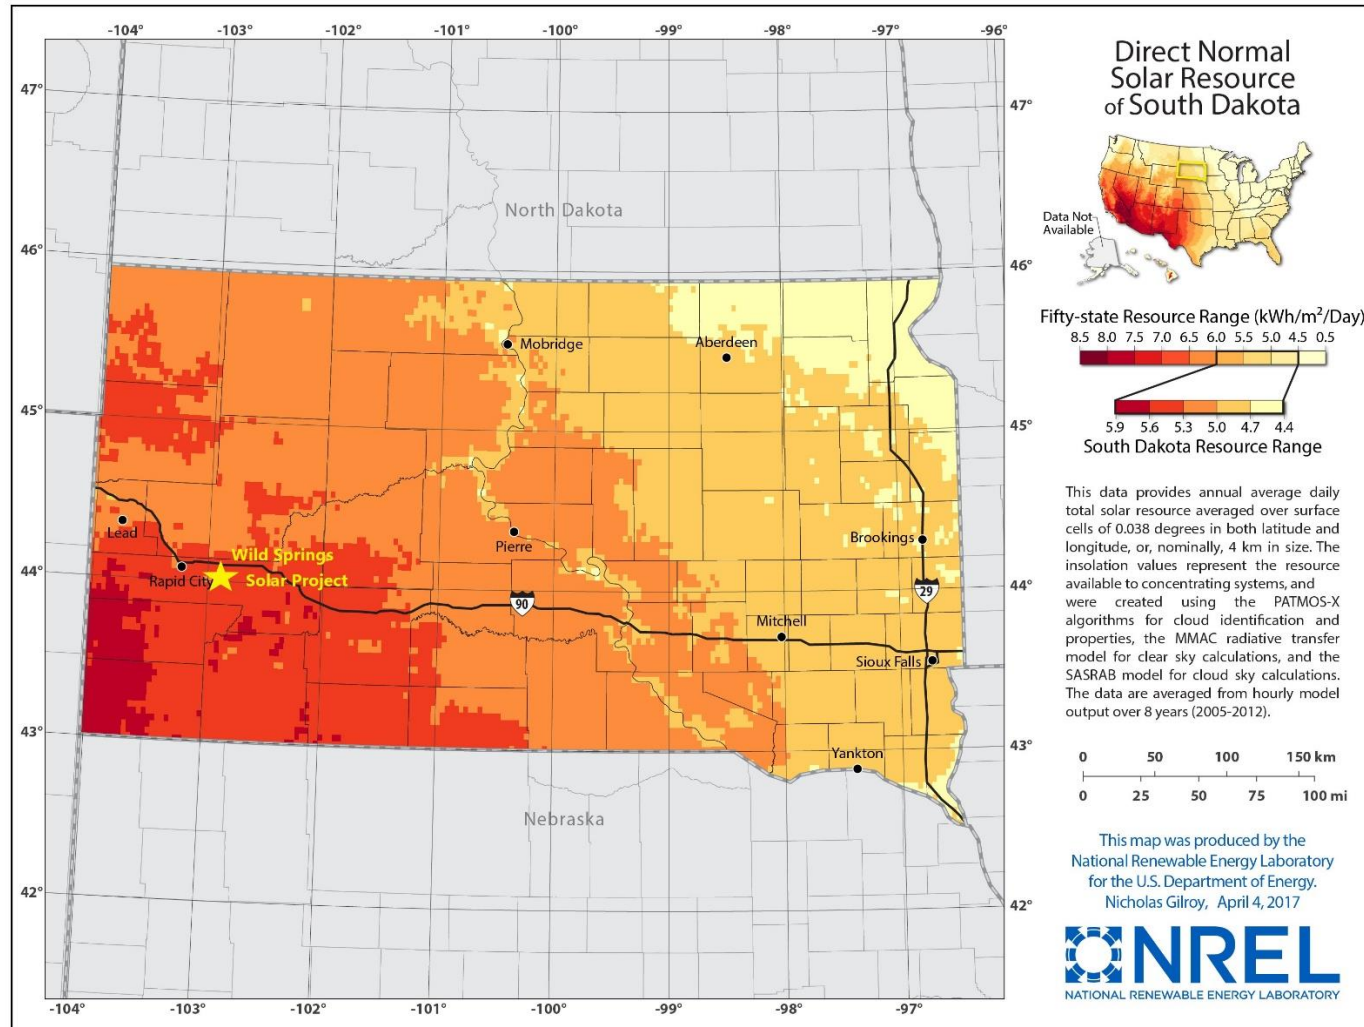 -104° -103° -102° -101° -100° -99° -98° -97° -96°
47° 47°
North Dakota
46° 46°
Mobridge
Aberdeen
45° 45°
Lead
Pierre
Brookings
Wild Springs
44° Rapid City Solar Project 44°
90
29
Mitchell
Sioux Falls
43° 43°
Yankton
Nebraska
42° 42°
-104° -103° -102° -101° -100° -99° -98° -97°
Direct Normal
Solar Resource
of South Dakota
Data Not
Available
Fifty-state Resource Range (kWh/m²/Day)
8.5 8.0 7.5 7.0 6.5 6.0 5.5 5.0 4.5 0.5
5.9 5.6 5.3 5.0 4.7 4.4
South Dakota Resource Range
This data provides annual average daily
total solar resource averaged over surface
cells of 0.038 degrees in both latitude and
longitude, or, nominally, 4 km in size. The
insolation values represent the resource
available to concentrating systems, and
were created using the PATMOS-X
algorithms for cloud identification and
properties, the MMAC radiative transfer
model for clear sky calculations, and the
SASRAB model for cloud sky calculations.
The data are averaged from hourly model
output over 8 years (2005-2012).
0 50 100 150 km
0 25 50 75 100 mi
This map was produced by the
National Renewable Energy Laboratory
for the U.S. Department of Energy.
Nicholas Gilroy, April 4, 2017
NREL
NATIONAL RENEWABLE ENERGY LABORATORY